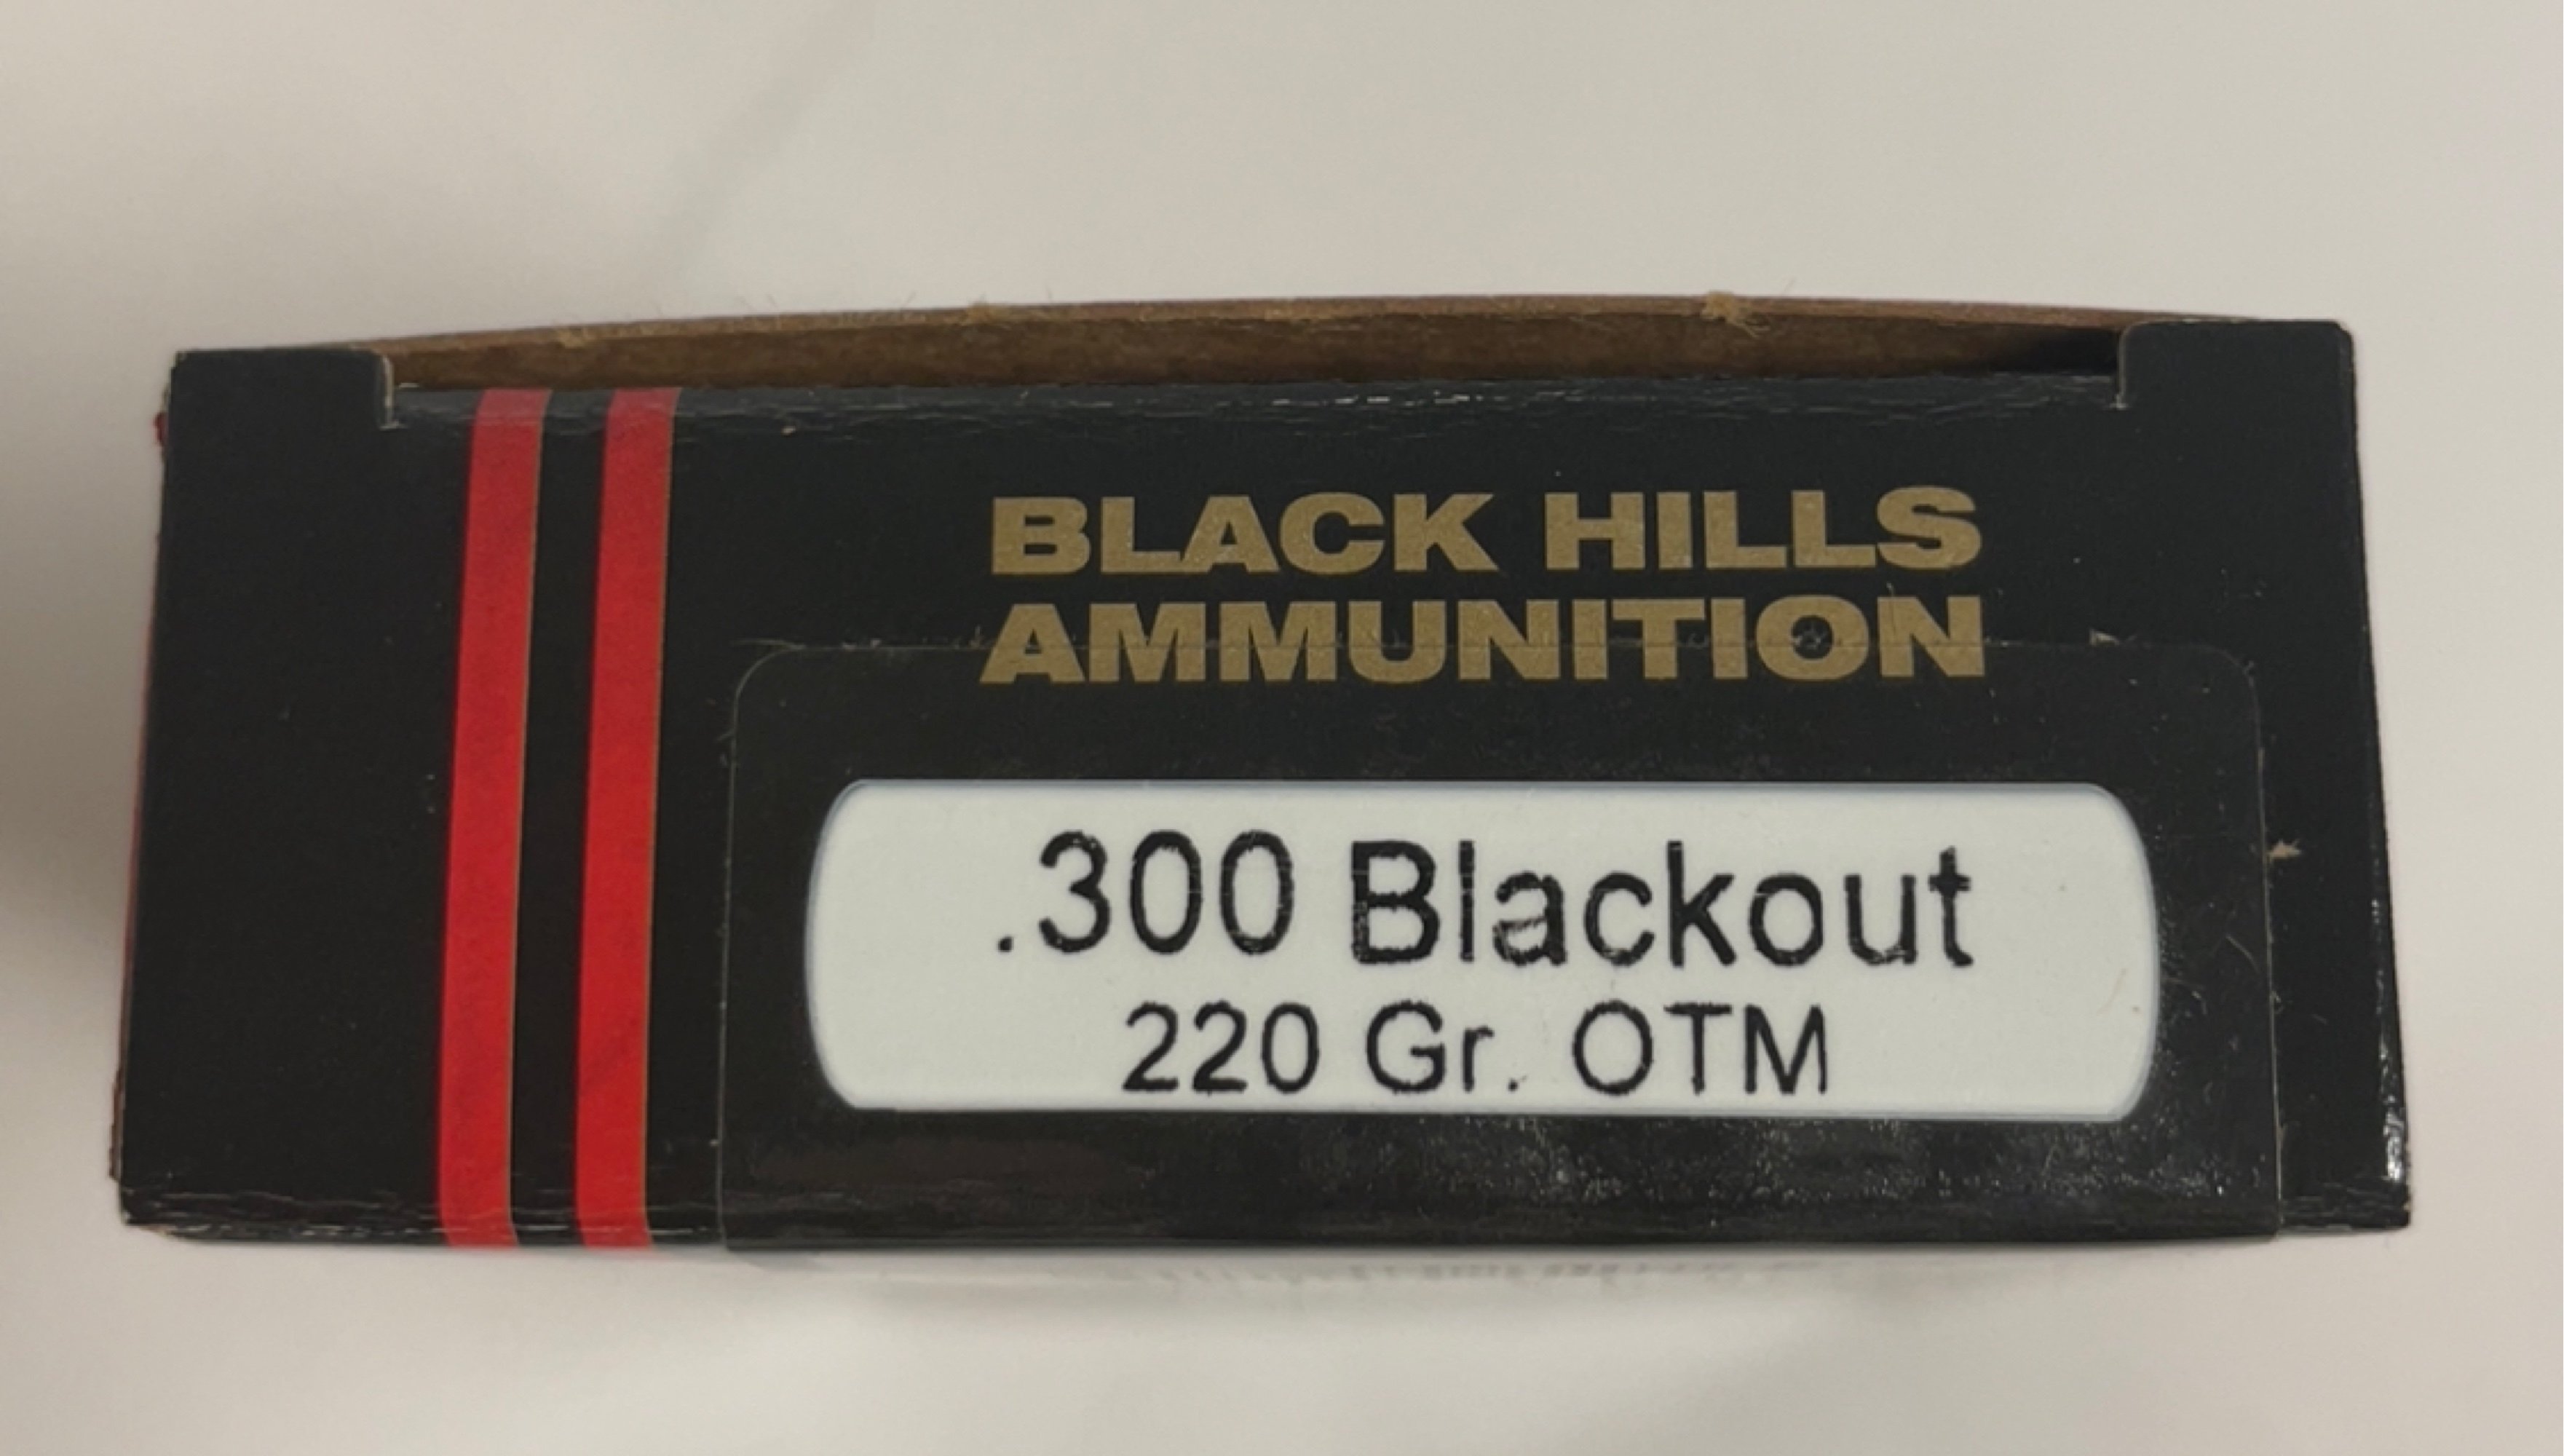 BLACK HILLS
AMMUNITION
.300 Blackout
220 Gr. OTM